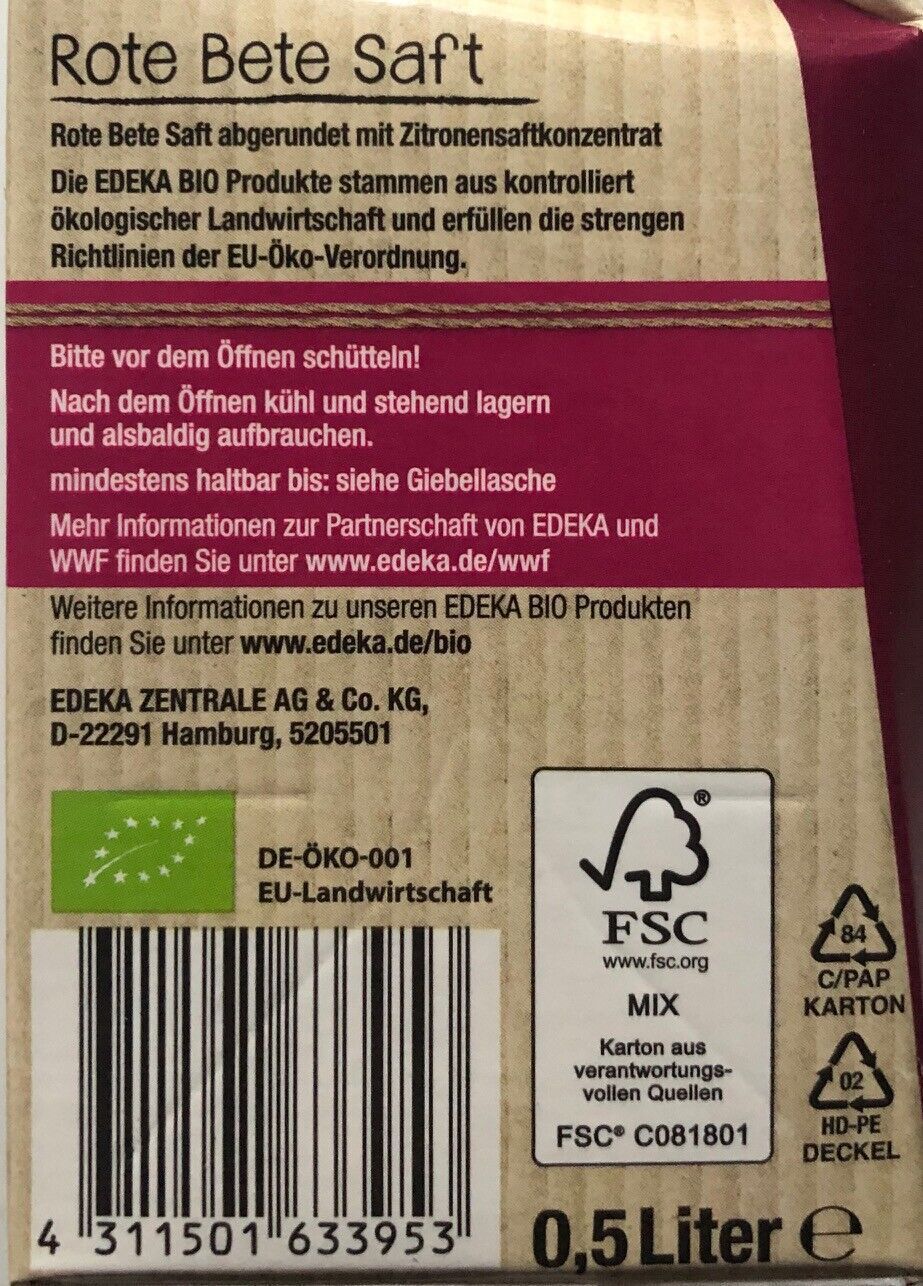 Rote Bete Saft
Rote Bete Saft abgerundet mit Zitronensaftkonzentrat
Die EDEKA BIO Produkte stammen aus kontrolliert
ökologischer Landwirtschaft und erfüllen die strengen
Richtlinien der EU-Öko-Verordnung.
Bitte vor dem Öffnen schütteln!
Nach dem Öffnen kühl und stehend lagern
und alsbaldig aufbrauchen.
mindestens haltbar bis: siehe Giebellasche
Mehr Informationen zur Partnerschaft von EDEKA und
WWF finden Sie unter www.edeka.de/wwf
Weitere Informationen zu unseren EDEKA BIO Produkten
finden Sie unter www.edeka.de/bio
EDEKA ZENTRALE AG & Co. KG,
D-22291 Hamburg, 5205501
DE-ÖKO-001
EU-Landwirtschaft
®
FSC
www.fsc.org
MIX
Karton aus
verantwortungs-
vollen Quellen
FSC® C081801
84
C/PAP
KARTON
02
HD-PE
DECKEL
4 311501 633953
0,5 Liter ℮